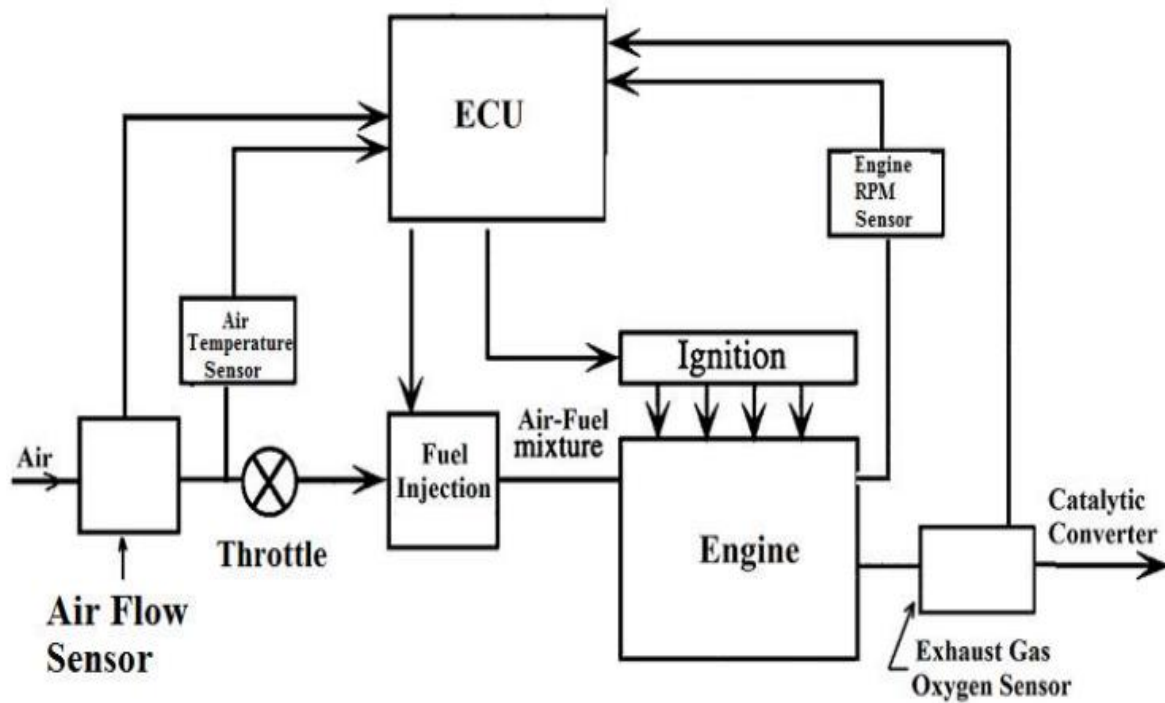 ECU
Engine
RPM
Sensor
Air
Temperature
Sensor
Ignition
Air-Fuel
mixture
Air
Fuel
Injection
Throttle
Engine
Catalytic
Converter
Air Flow
Sensor
Exhaust Gas
Oxygen Sensor